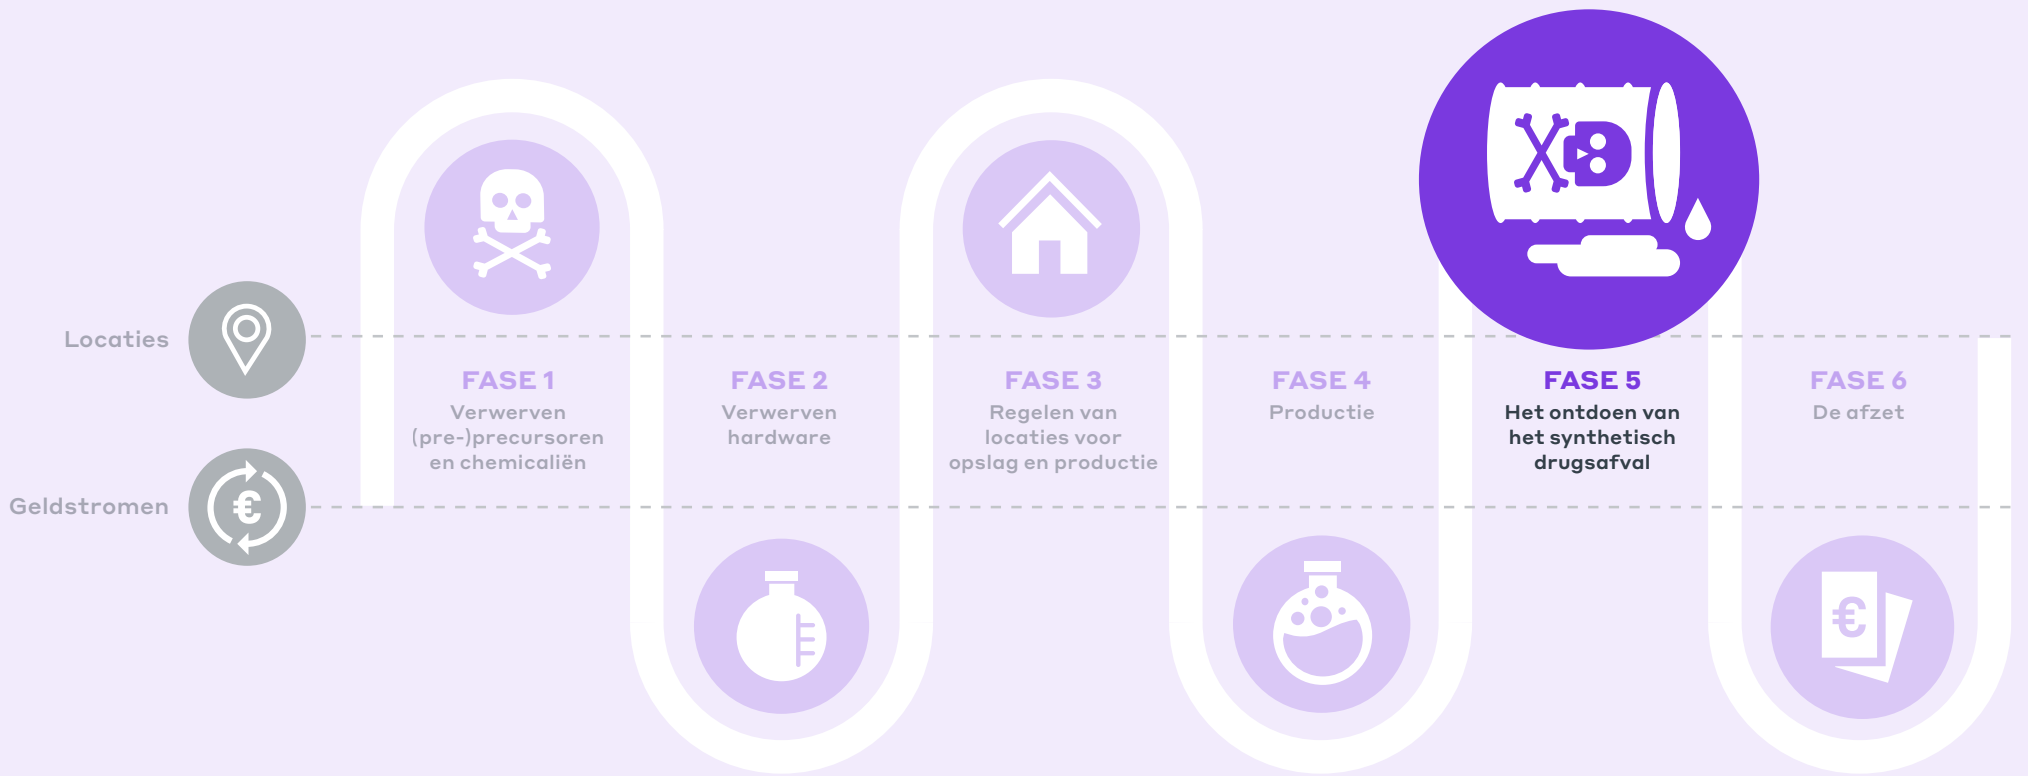 Locaties
Geldstromen
FASE 1
Verwerven
(pre-)precursoren
en chemicaliën
FASE 2
Verwerven
hardware
FASE 3
Regelen van
locaties voor
opslag en productie
FASE 4
Productie
FASE 5
Het ontdoen van
het synthetisch
drugsafval
FASE 6
De afzet
€
€